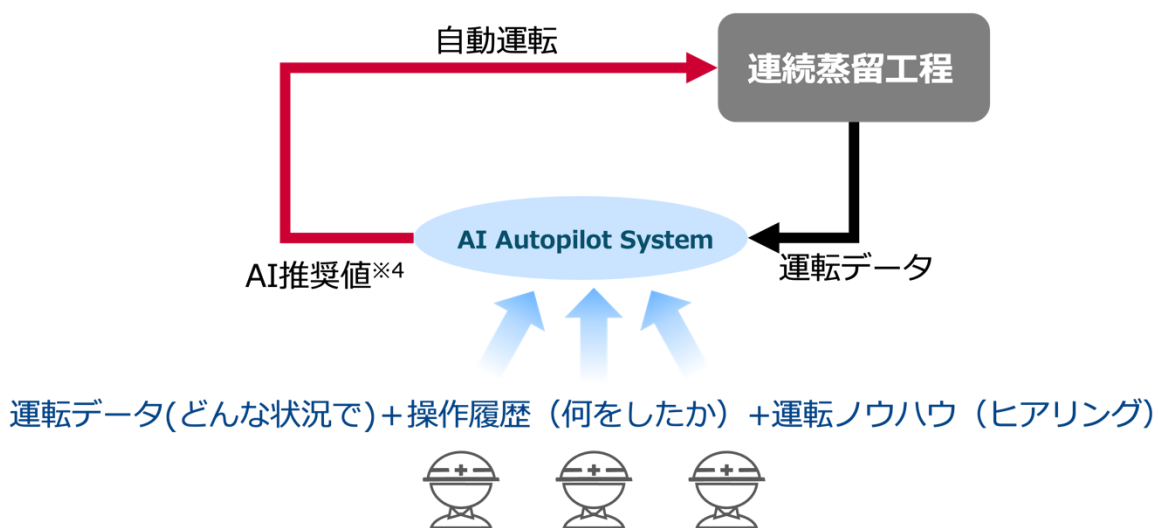 自動運転
連続蒸留工程
AI Autopilot System
AI推奨値※4
運転データ
運転データ(どんな状況で)＋操作履歴（何をしたか）+運転ノウハウ（ヒアリング）